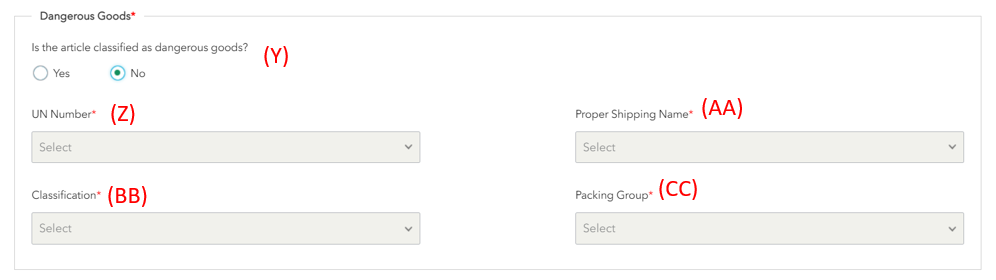 Dangerous Goods*
Is the article classified as dangerous goods? (Y)
Yes No
UN Number* (Z) Proper Shipping Name* (AA)
Select Select
Classification* (BB) Packing Group* (CC)
Select Select